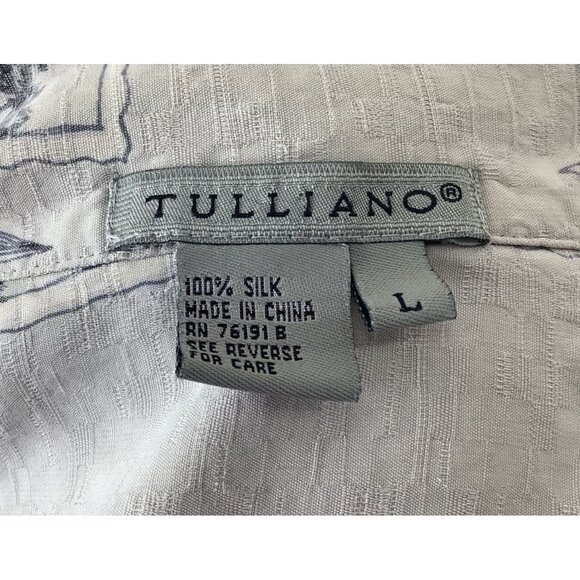 TULLIANO®
100% SILK
MADE IN CHINA
RN 76191 B
SEE REVERSE
FOR CARE
L